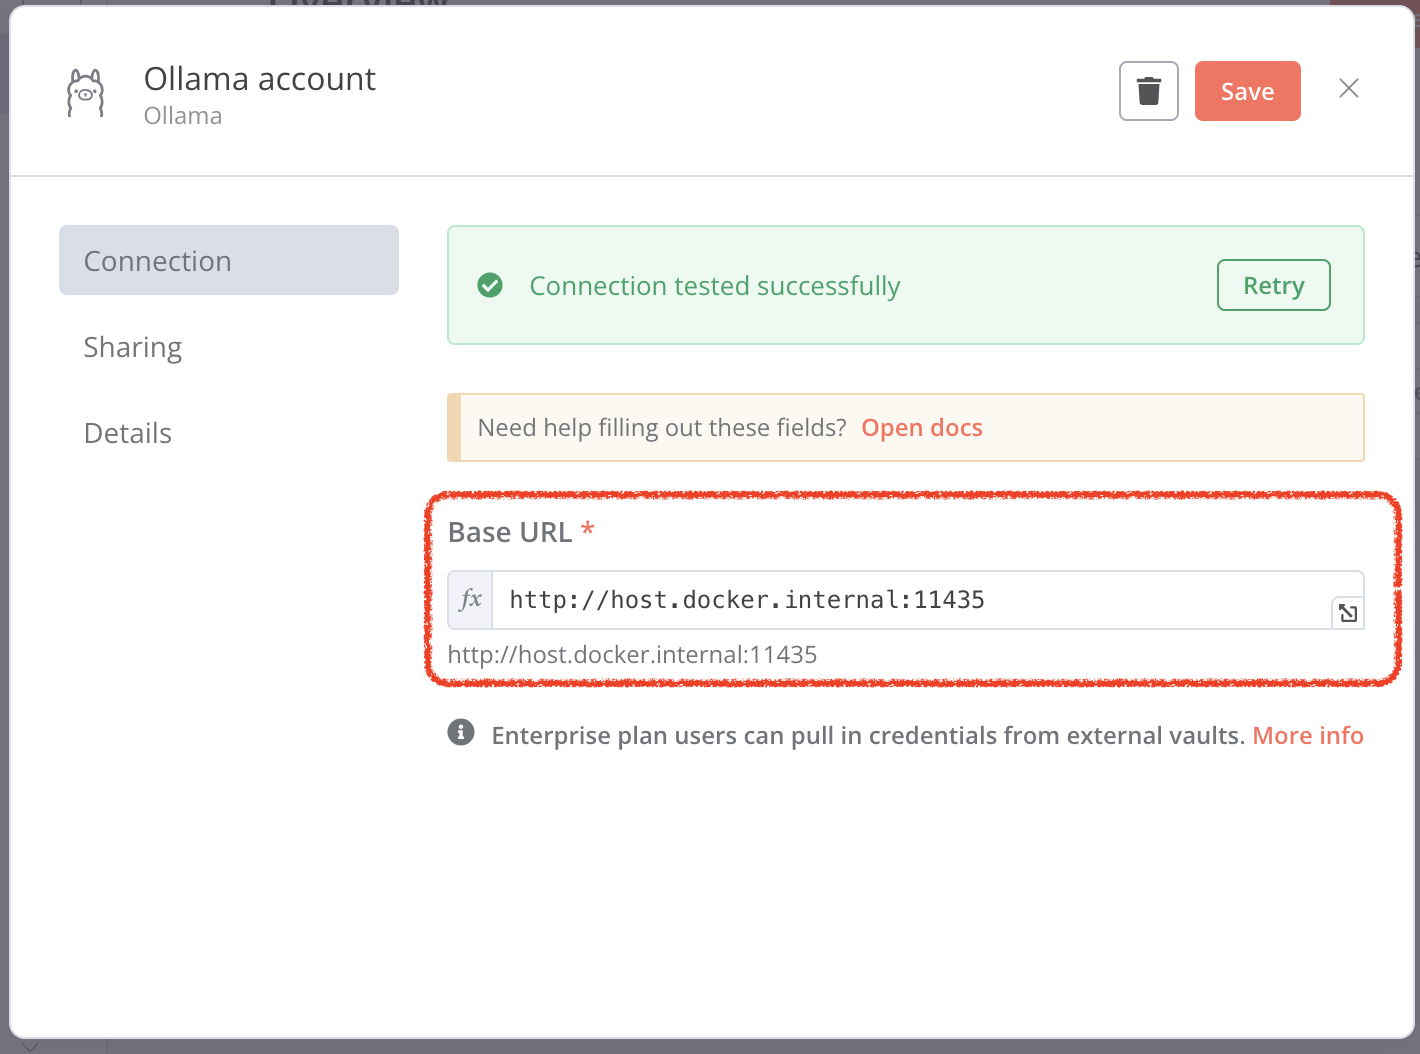 Overview
Ollama account
Ollama
Save
Connection
Sharing
Details
Connection tested successfully
Retry
Need help filling out these fields? Open docs
Base URL *
fx
http://host.docker.internal:11435
http://host.docker.internal:11435
Enterprise plan users can pull in credentials from external vaults. More info